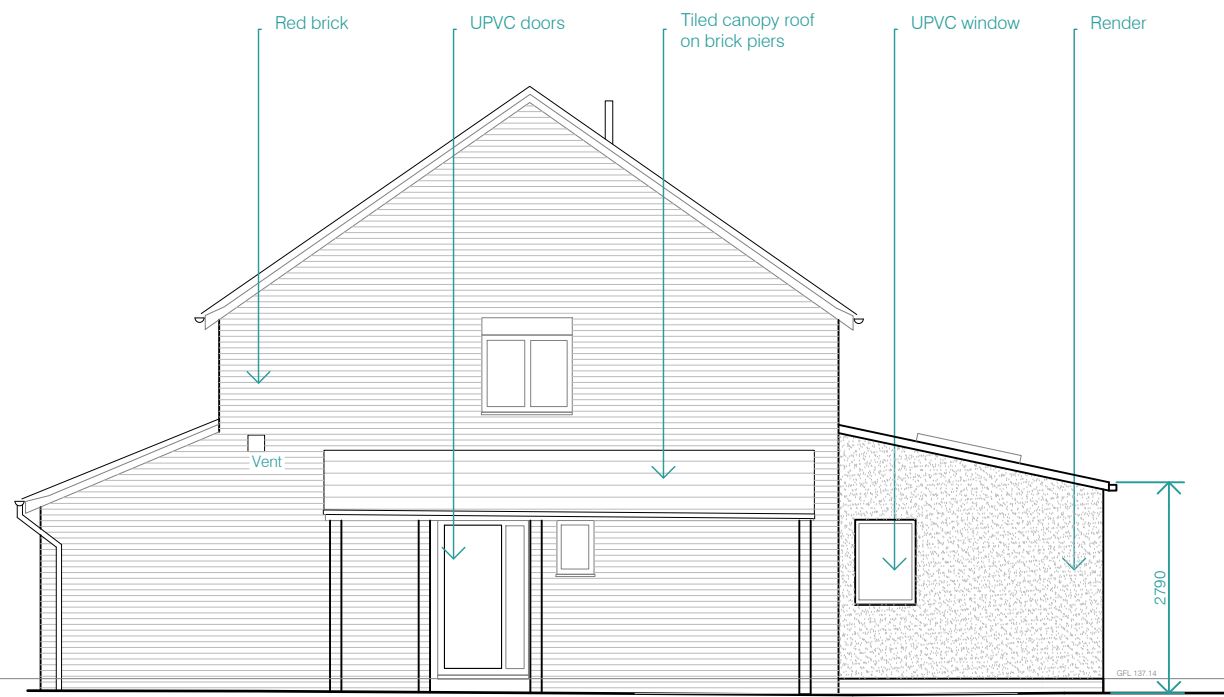 Red brick
UPVC doors
Tiled canopy roof
on brick piers
UPVC window
Render
Vent
2790
GFL 137.14